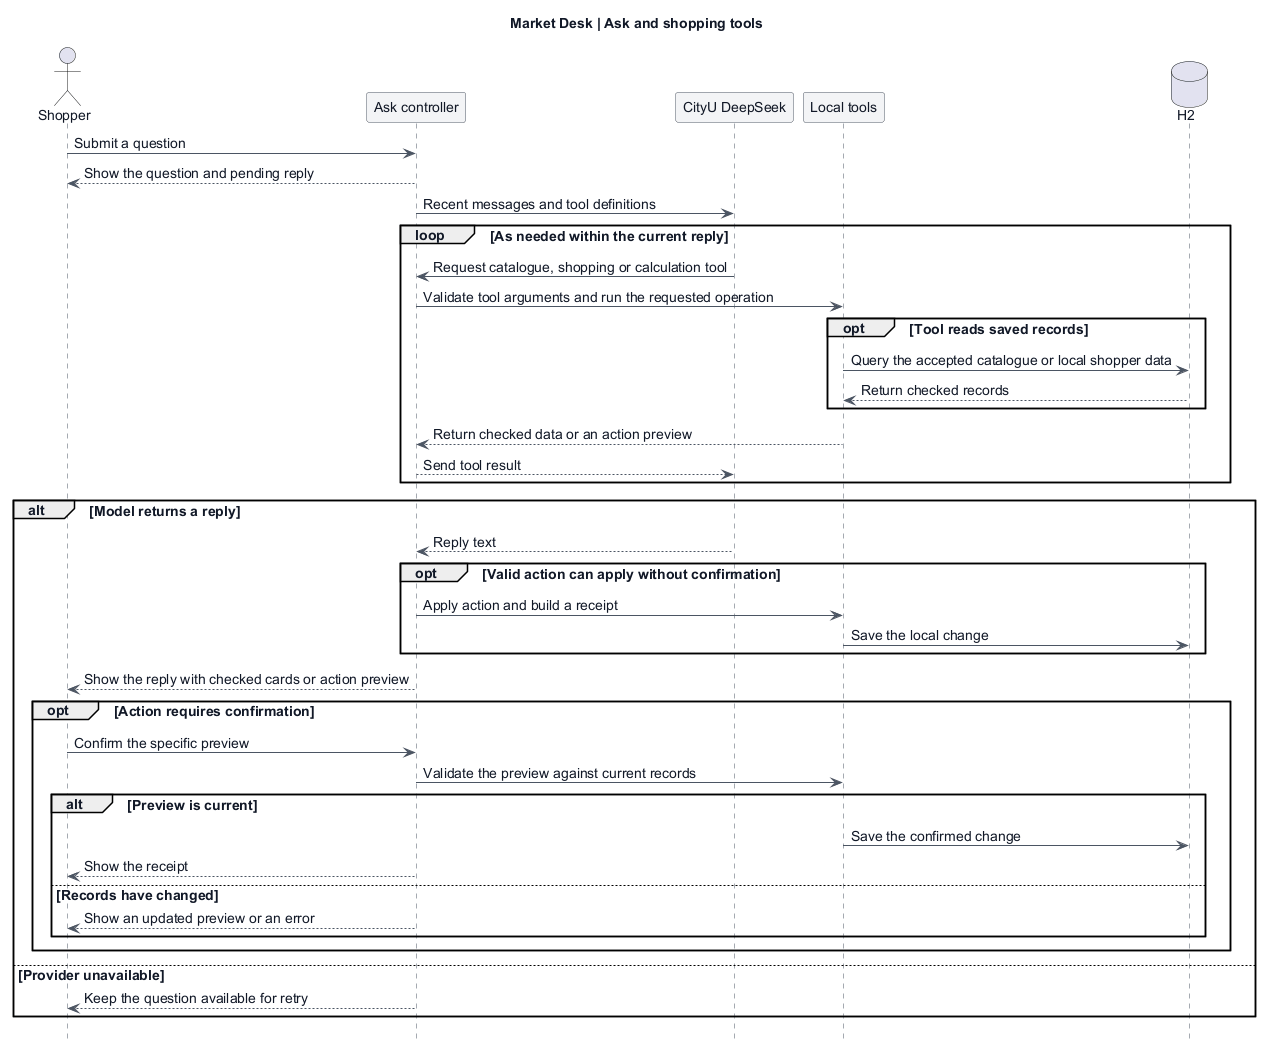 Market Desk | Ask and shopping tools
Shopper
Ask controller
CityU DeepSeek
Local tools
H2
Submit a question
Show the question and pending reply
Recent messages and tool definitions
loop
[As needed within the current reply]
Request catalogue, shopping or calculation tool
Validate tool arguments and run the requested operation
opt
[Tool reads saved records]
Query the accepted catalogue or local shopper data
Return checked records
Return checked data or an action preview
Send tool result
alt
[Model returns a reply]
Reply text
opt
[Valid action can apply without confirmation]
Apply action and build a receipt
Save the local change
Show the reply with checked cards or action preview
opt
[Action requires confirmation]
Confirm the specific preview
Validate the preview against current records
alt
[Preview is current]
Save the confirmed change
Show the receipt
[Records have changed]
Show an updated preview or an error
[Provider unavailable]
Keep the question available for retry